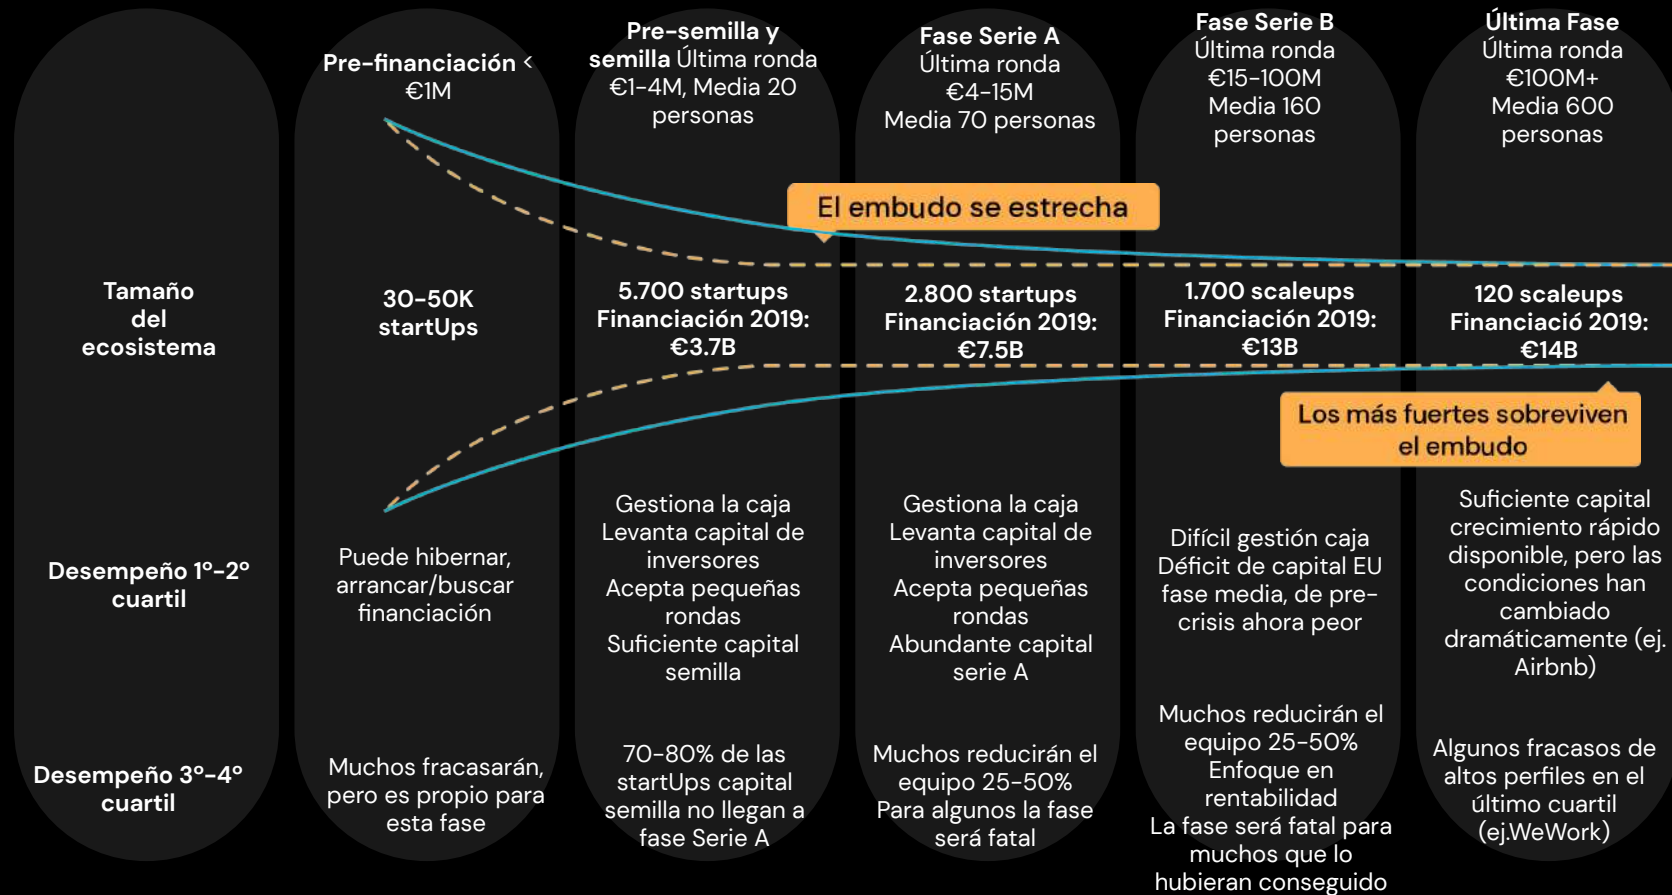 Pre-financiación <
€1M
Pre-semilla y
semilla Última ronda
€1-4M, Media 20
personas
Fase Serie A
Última ronda
€4-15M
Media 70 personas
Fase Serie B
Última ronda
€15-100M
Media 160
personas
Última Fase
Última ronda
€100M+
Media 600
personas
El embudo se estrecha
Tamaño
del
ecosistema
30-50K
startUps
5.700 startups
Financiación 2019:
€3.7B
2.800 startups
Financiación 2019:
€7.5B
1.700 scaleups
Financiación 2019:
€13B
120 scaleups
Financiació 2019:
€14B
Los más fuertes sobreviven
el embudo
Desempeño 1º-2º
cuartil
Puede hibernar,
arrancar/buscar
financiación
Gestiona la caja
Levanta capital de
inversores
Acepta pequeñas
rondas
Suficiente capital
semilla
Gestiona la caja
Levanta capital de
inversores
Acepta pequeñas
rondas
Abundante capital
serie A
Difícil gestión caja
Déficit de capital EU
fase media, de pre-
crisis ahora peor
Suficiente capital
crecimiento rápido
disponible, pero las
condiciones han
cambiado
dramáticamente (ej.
Airbnb)
Desempeño 3º-4º
cuartil
Muchos fracasarán,
pero es propio para
esta fase
70-80% de las
startUps capital
semilla no llegan a
fase Serie A
Muchos reducirán el
equipo 25-50%
Para algunos la fase
será fatal
Muchos reducirán el
equipo 25-50%
Enfoque en
rentabilidad
La fase será fatal para
muchos que lo
hubieran conseguido
Algunos fracasos de
altos perfiles en el
último cuartil
(ej.WeWork)